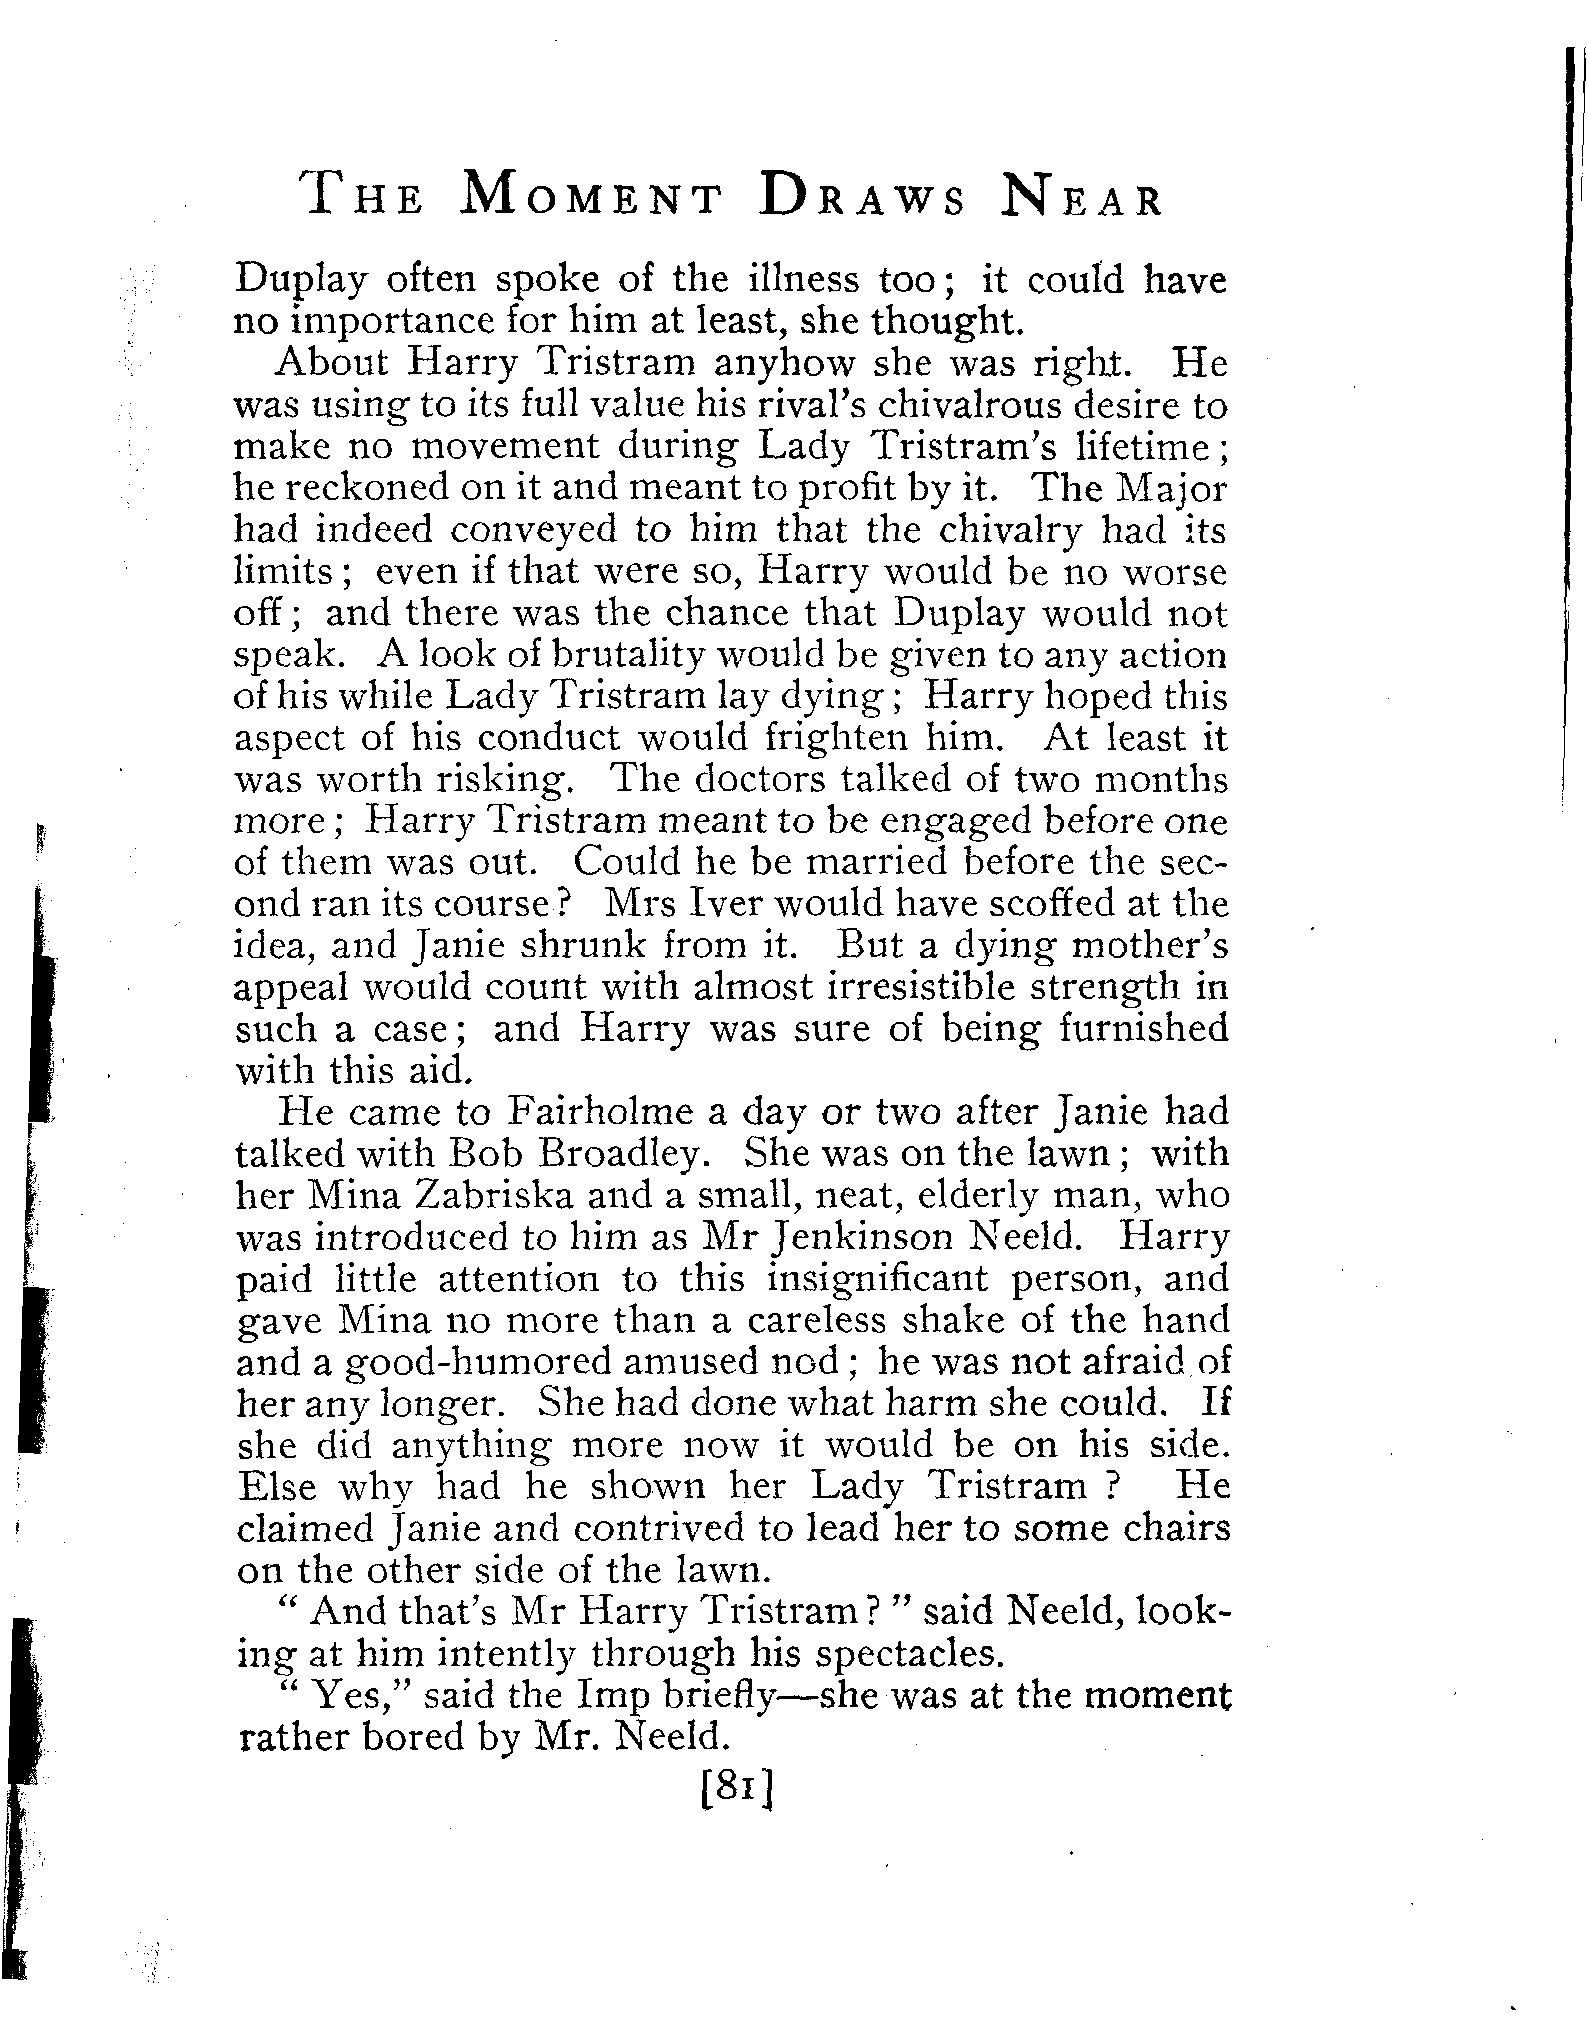 THE MOMENT DRAWS NEAR
Duplay often spoke of the illness too; it could have
no importance for him at least, she thought.
About Harry Tristram anyhow she was right. He
was using to its full value his rival's chivalrous desire to
make no movement during Lady Tristram's lifetime;
he reckoned on it and meant to profit by it. The Major
had indeed conveyed to him that the chivalry had its
limits; even if that were so, Harry would be no worse
off; and there was the chance that Duplay would not
speak. A look of brutality would be given to any action
of his while Lady Tristram lay dying; Harry hoped this
aspect of his conduct would frighten him. At least it
was worth risking. The doctors talked of two months
more; Harry Tristram meant to be engaged before one
of them was out. Could he be married before the sec-
ond ran its course? Mrs Iver would have scoffed at the
idea, and Janie shrunk from it. But a dying mother's
appeal would count with almost irresistible strength in
such a case; and Harry was sure of being furnished
with this aid.
He came to Fairholme a day or two after Janie had
talked with Bob Broadley. She was on the lawn; with
her Mina Zabriska and a small, neat, elderly man, who
was introduced to him as Mr Jenkinson Neeld. Harry
paid little attention to this insignificant person, and
gave Mina no more than a careless shake of the hand
and a good-humored amused nod; he was not afraid of
her any longer. She had done what harm she could. If
she did anything more now it would be on his side.
Else why had he shown her Lady Tristram? He
claimed Janie and contrived to lead her to some chairs
on the other side of the lawn.
"And that's Mr Harry Tristram?" said Neeld, look-
ing at him intently through his spectacles.
"Yes," said the Imp briefly—she was at the moment
rather bored by Mr. Neeld.
[81]